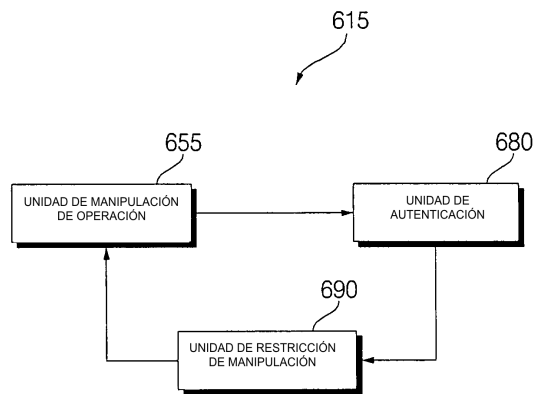 615
655
680
UNIDAD DE MANIPULACIÓN
DE OPERACIÓN
UNIDAD DE
AUTENTICACIÓN
690
UNIDAD DE RESTRICCIÓN
DE MANIPULACIÓN